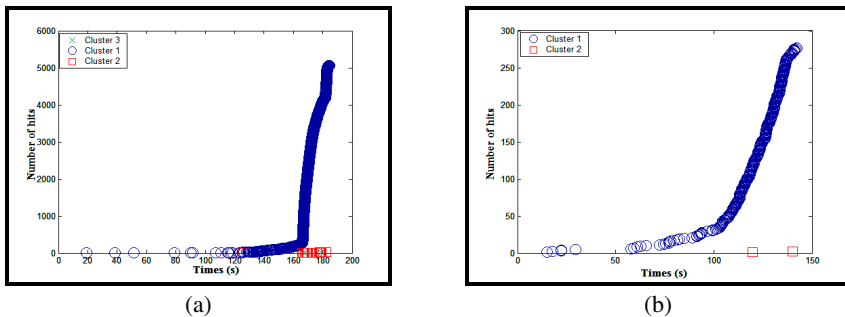 Cluster 3
Cluster 1
Cluster 2
Number of hits
6000
5000
4000
3000
2000
1000
0
0 20 40 60 80 100 120 140 160 180 200
Times (s)
(a)
Cluster 1
Cluster 2
Number of hits
300
250
200
150
100
50
0
0 50 100 150
Times (s)
(b)